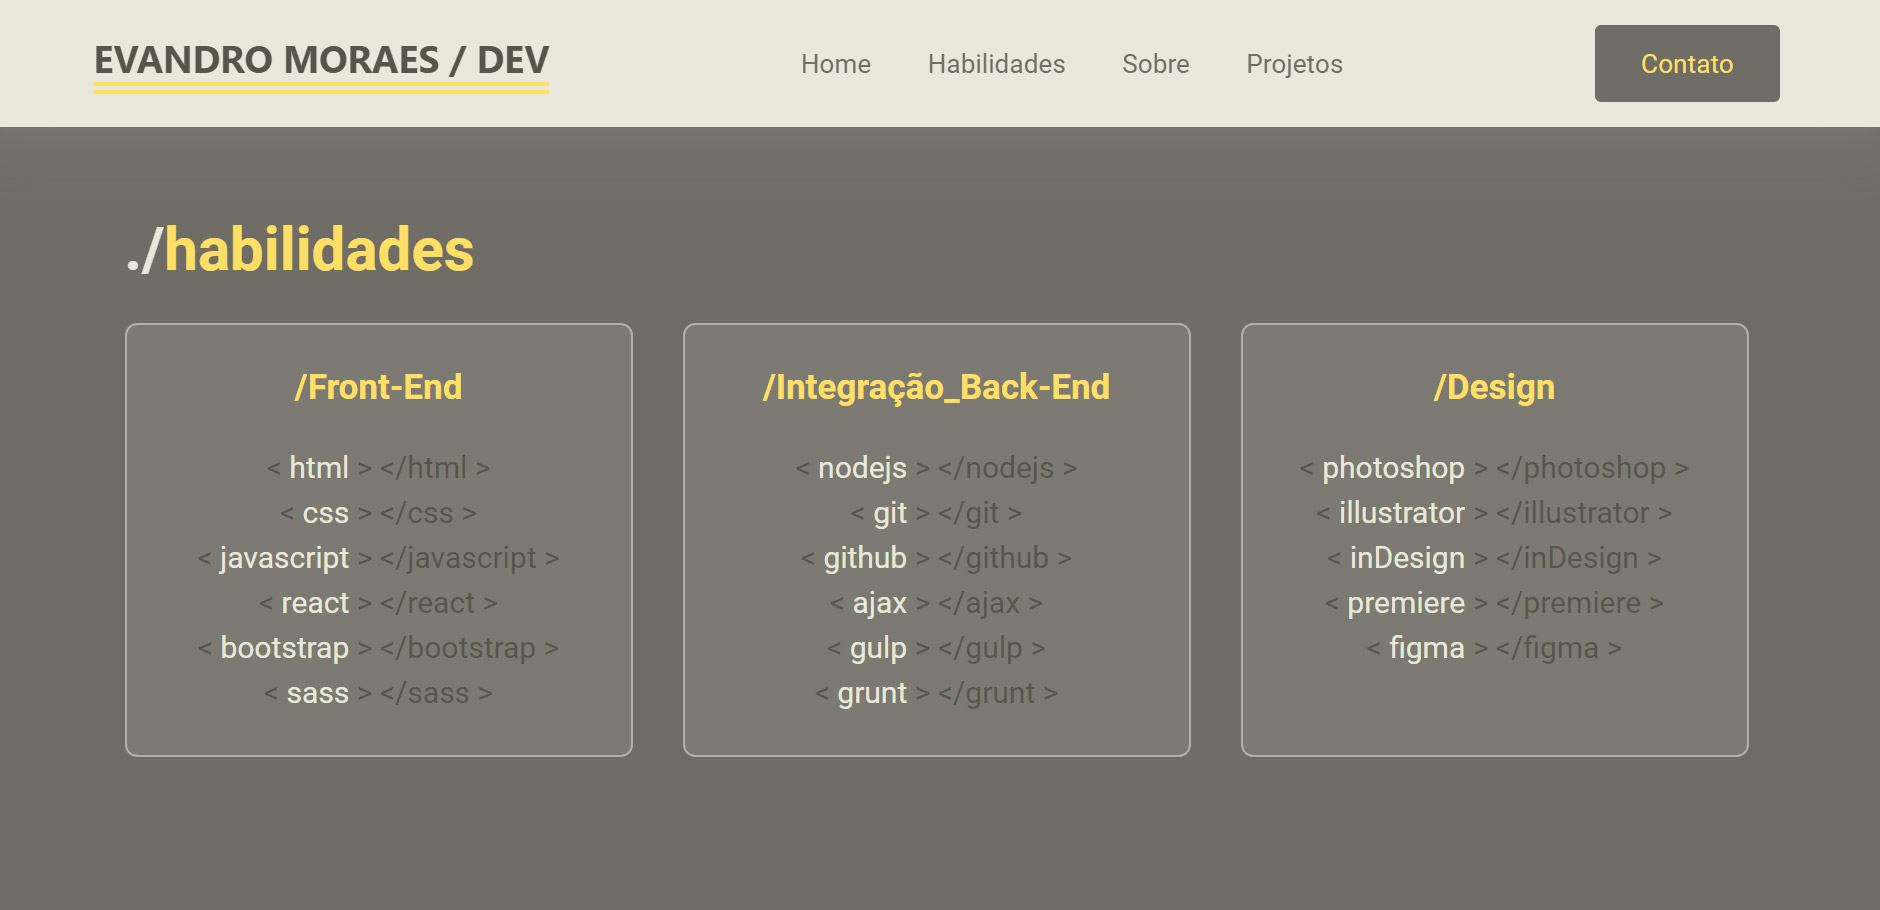 EVANDRO MORAES / DEV
Home Habilidades Sobre Projetos
Contato
./habilidades
/Front-End
< html > </html >
< css > </css >
< javascript > </javascript >
< react > </react >
< bootstrap > </bootstrap >
< sass > </sass >
/Integração_Back-End
< nodejs > </nodejs >
< git > </git >
< github > </github >
< ajax > </ajax >
< gulp > </gulp >
< grunt > </grunt >
/Design
< photoshop > </photoshop >
< illustrator > </illustrator >
< inDesign > </inDesign >
< premiere > </premiere >
< figma > </figma >